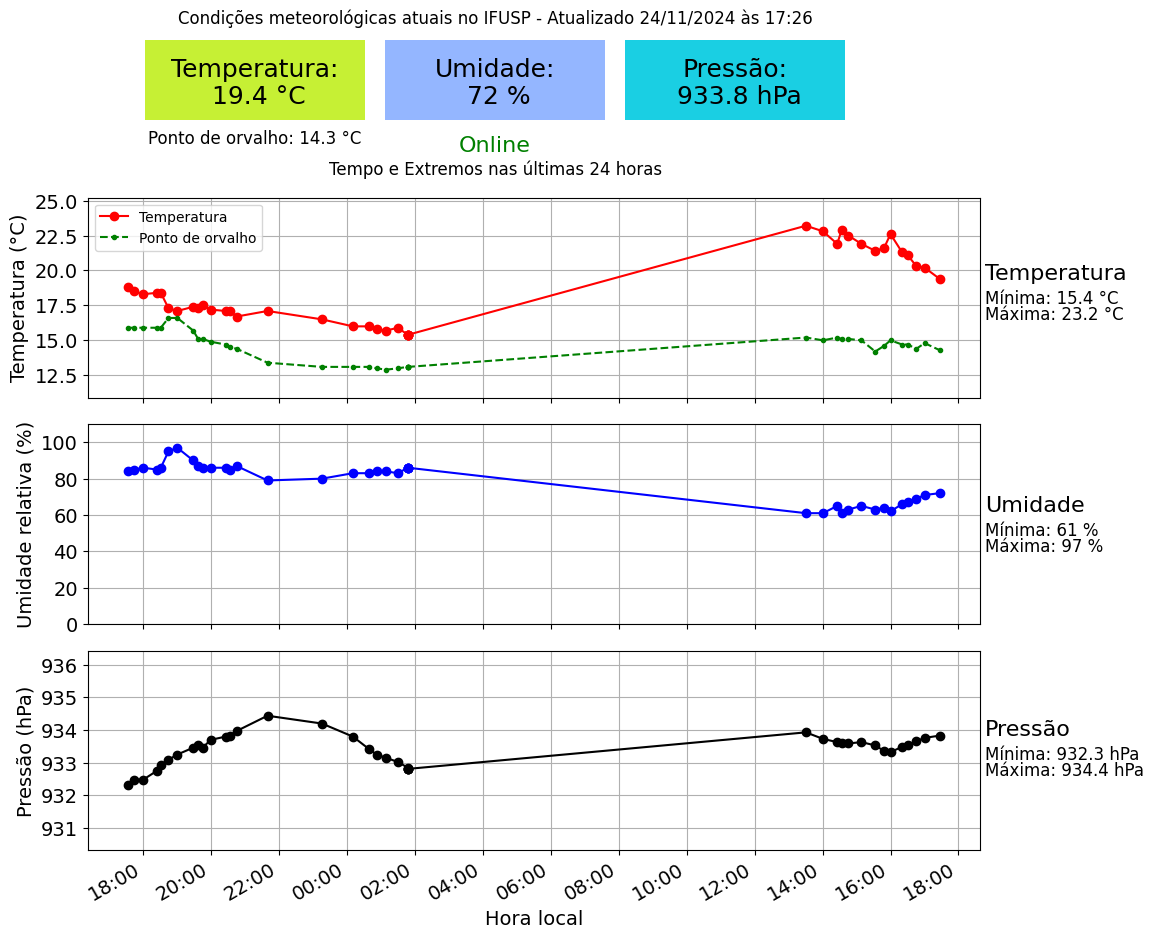 Condições meteorológicas atuais no IFUSP - Atualizado 24/11/2024 às 17:26
Temperatura:
19.4 °C
Umidade:
72 %
Pressão:
933.8 hPa
Ponto de orvalho: 14.3 °C
Online
Tempo e Extremos nas últimas 24 horas
Temperatura (°C)
25.0
22.5
20.0
17.5
15.0
12.5
Temperatura
Ponto de orvalho
Temperatura
Mínima: 15.4 °C
Máxima: 23.2 °C
Umidade relativa (%)
100
80
60
40
20
0
Umidade
Mínima: 61 %
Máxima: 97 %
Pressão (hPa)
936
935
934
933
932
931
Pressão
Mínima: 932.3 hPa
Máxima: 934.4 hPa
18:00 20:00 22:00 00:00 02:00 04:00 06:00 08:00 10:00 12:00 14:00 16:00 18:00
Hora local